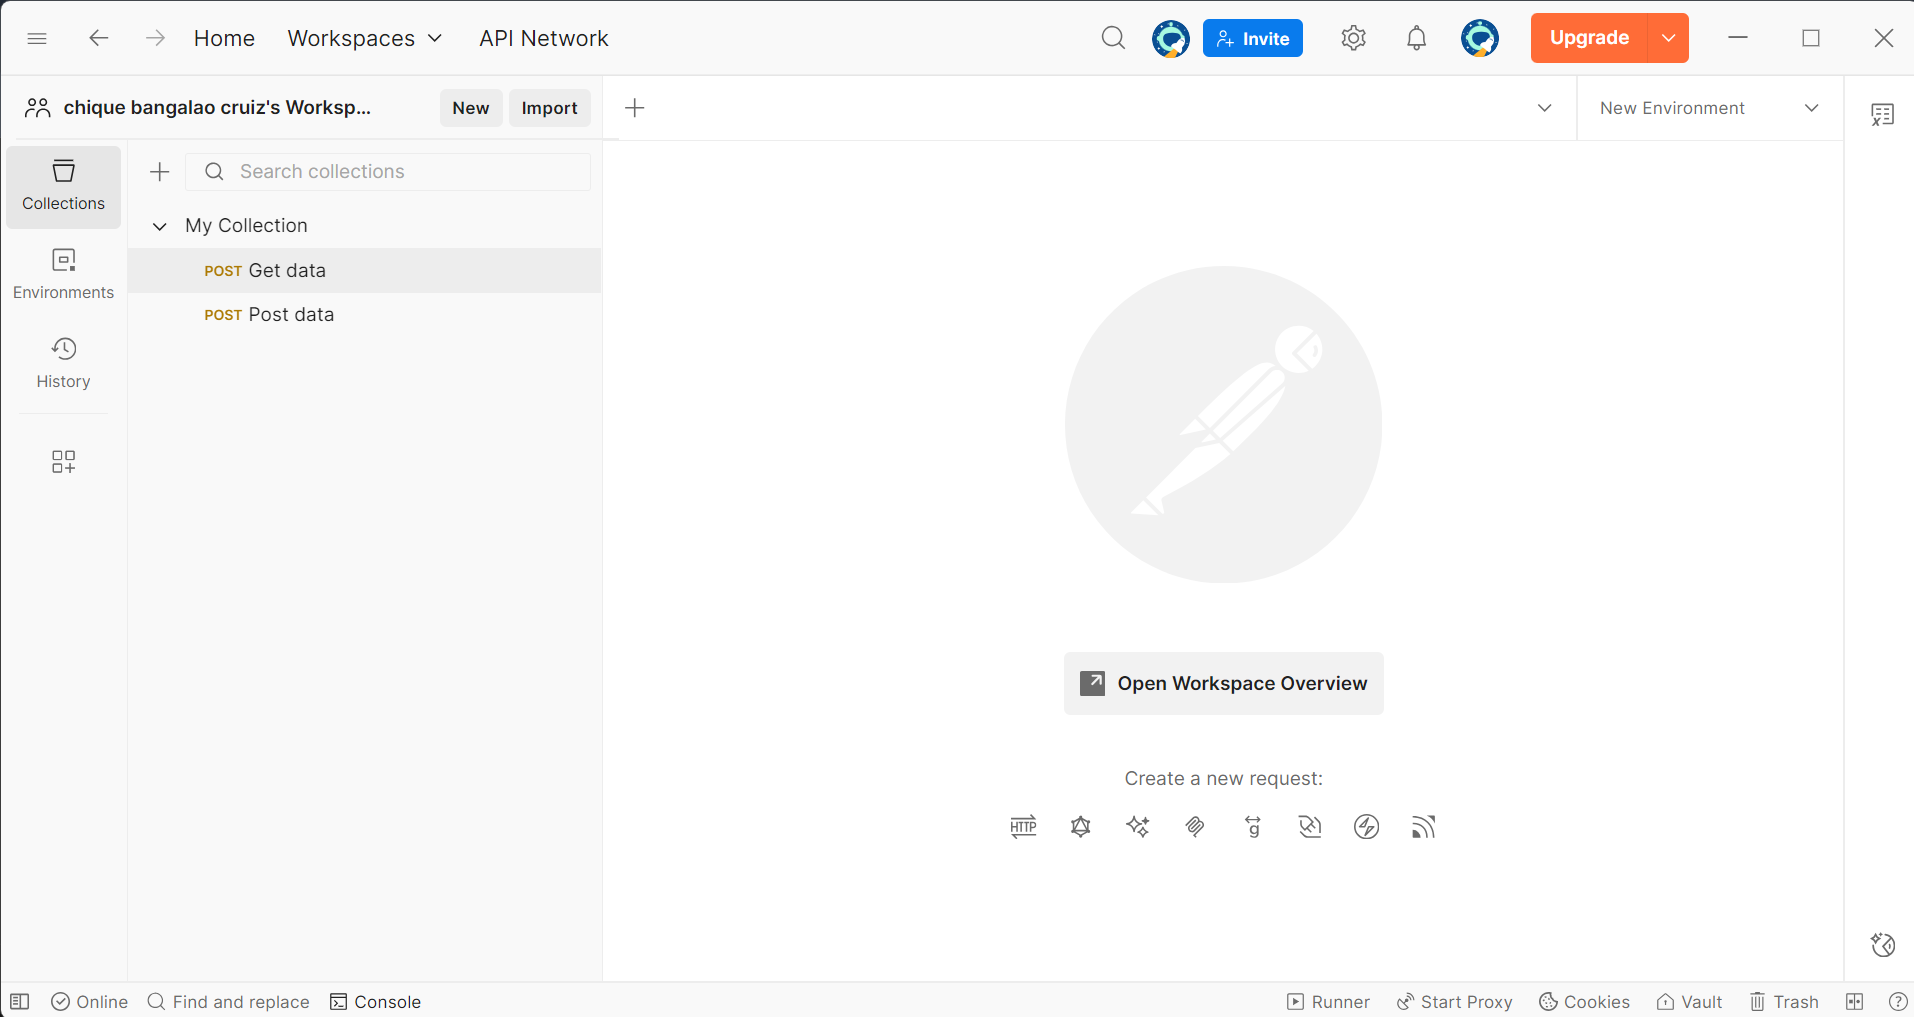 Home Workspaces API Network Invite Upgrade
chique bangalao cruiz's Worksp... New Import New Environment
Collections
Search collections
My Collection
POST Get data
POST Post data
Environments
History
Open Workspace Overview
Create a new request:
HTTP
g
Online Find and replace Console Runner Start Proxy Cookies Vault Trash